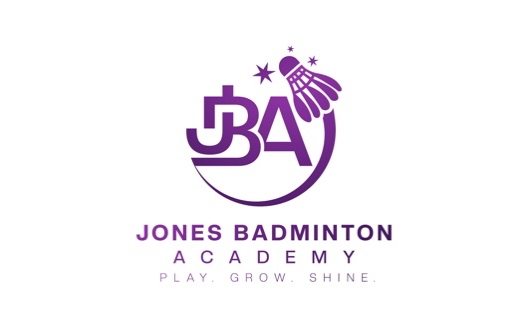 JBA
JONES BADMINTON
ACADEMY
PLAY. GROW. SHINE.